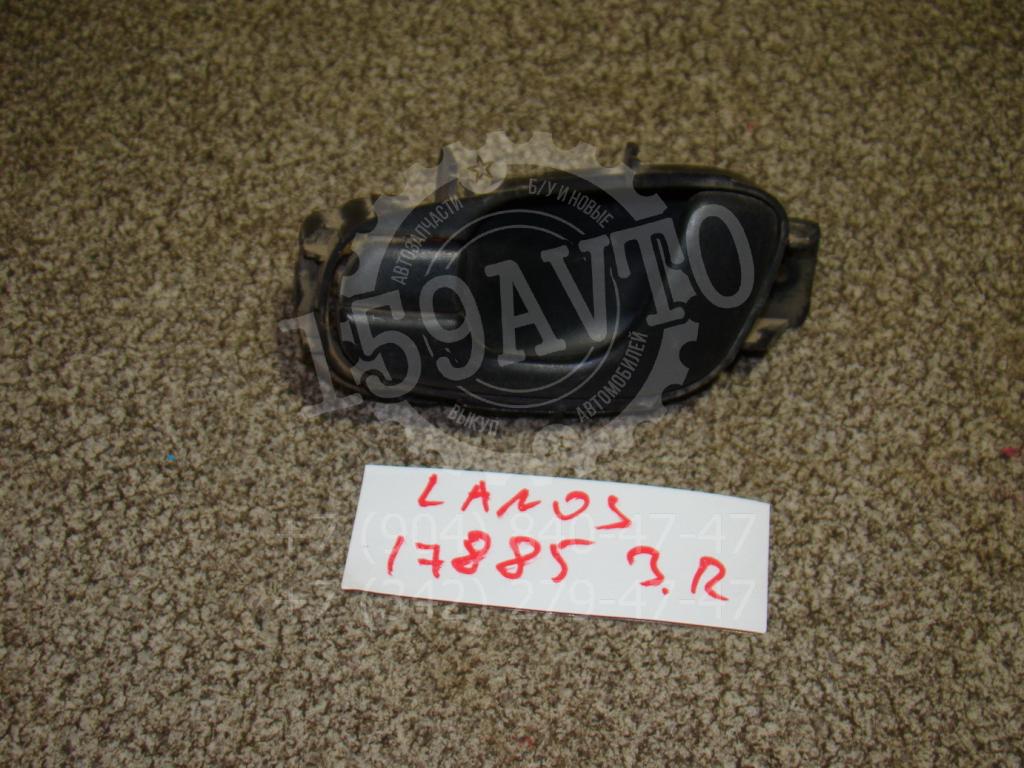 АВТОЗАПЧАСТИ
Б/У И НОВЫЕ
159AVTO
ВЫКУП
АВТОМОБИЛЕЙ
LANOS
17885 З.R
+7 (904) 840-47-47
+7 (342) 279-47-47